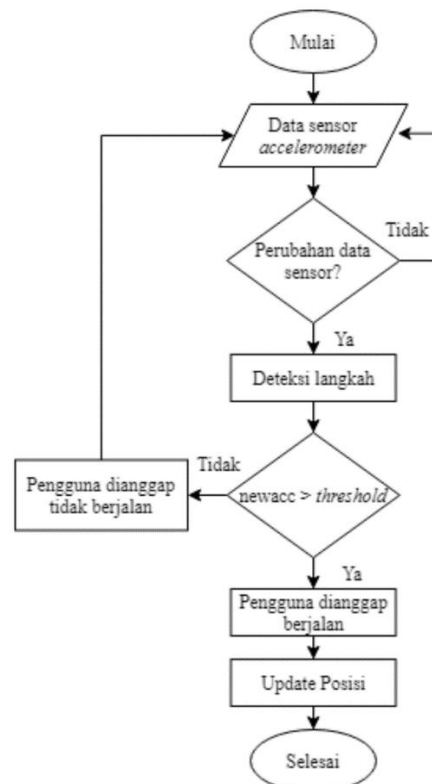 Mulai
Data sensor
accelerometer
Tidak
Perubahan data
sensor?
Ya
Deteksi langkah
Tidak
Pengguna dianggap
tidak berjalan
newacc > threshold
Ya
Pengguna dianggap
berjalan
Update Posisi
Selesai